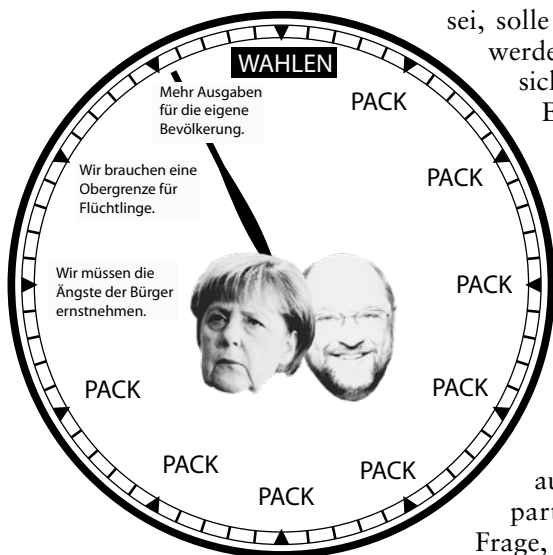 sei, solle
werde
sich
E
WAHLEN
PACK
Mehr Ausgaben
für die eigene
Bevölkerung.
PACK
Wir brauchen eine
Obergrenze für
Flüchtlinge.
PACK
Wir müssen die
Ängste der Bürger
ernstnehmen.
PACK
PACK
PACK
PACK
PACK
au
part
Frage,